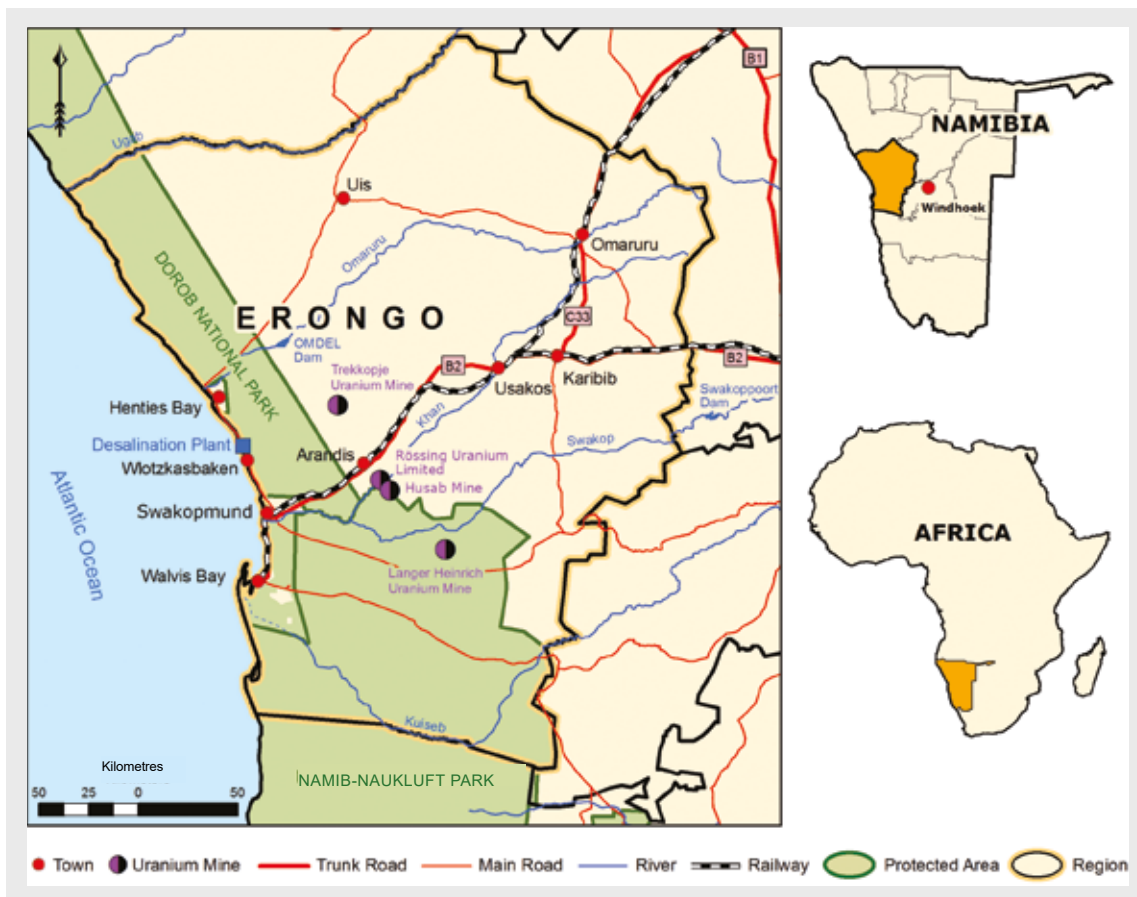 B1
Ugab
Uis
Omaruru
Omaruru
DOROB NATIONAL PARK
ERONGO
OMDEL
Dam
C33
Trekkopje
Uranium Mine
B2
B2
Usakos
Karibib
Khan
Swakoppoort
Dam
Henties Bay
Desalination Plant
Wlotzkasbaken
Arandis
Swakop
Rössing Uranium
Limited
Husab Mine
Swakopmund
Atlantic Ocean
Walvis Bay
Langer Heinrich
Uranium Mine
Kuiseb
NAMIB-NAUKLUFT PARK
Kilometres
50 25 0 50
NAMIBIA
Windhoek
AFRICA
Town Uranium Mine Trunk Road Main Road River Railway Protected Area Region